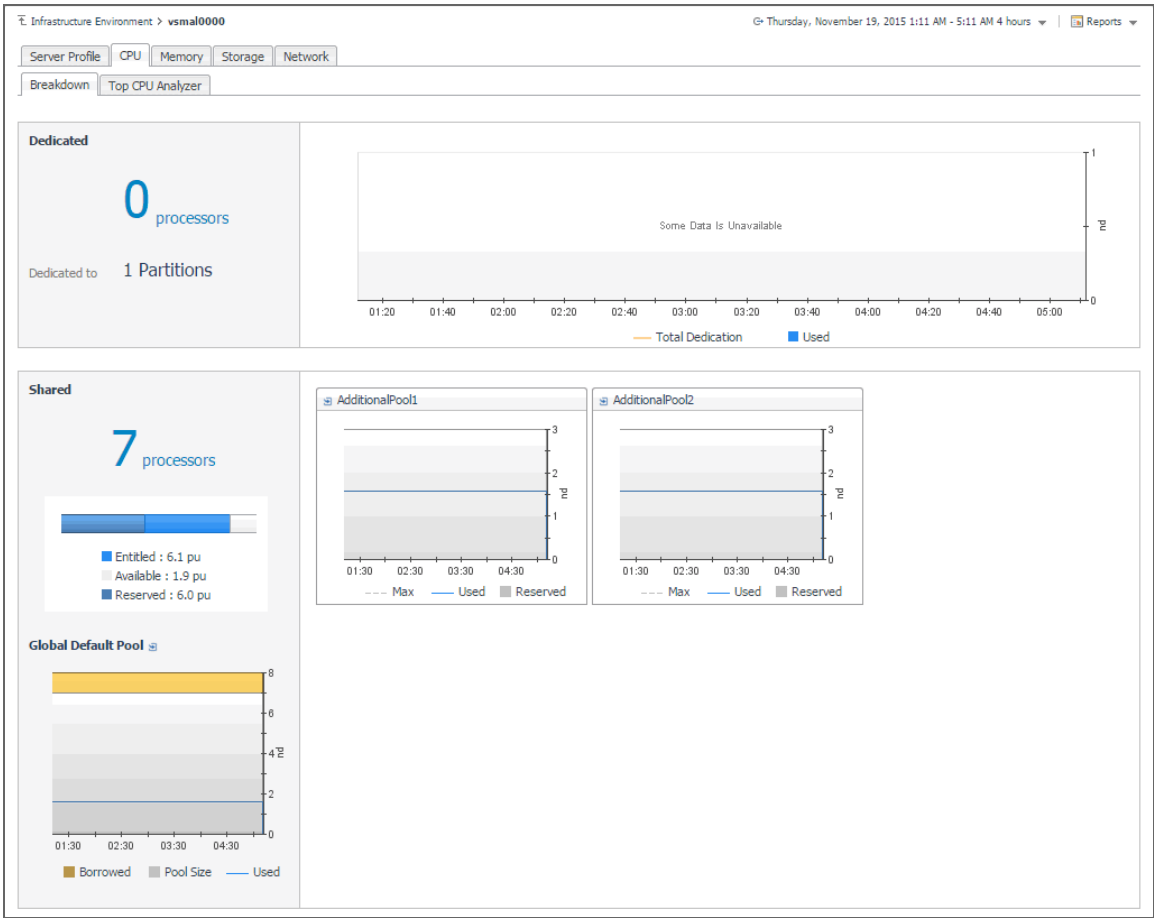 Infrastructure Environment > vsmal0000
Thursday, November 19, 2015 1:11 AM - 5:11 AM 4 hours
Reports
Server Profile CPU Memory Storage Network
Breakdown Top CPU Analyzer
Dedicated
0 processors
Dedicated to 1 Partitions
1
Some Data Is Unavailable
pu
0
01:20 01:40 02:00 02:20 02:40 03:00 03:20 03:40 04:00 04:20 04:40 05:00
Total Dedication Used
Shared
7 processors
Entitled : 6.1 pu
Available : 1.9 pu
Reserved : 6.0 pu
Global Default Pool
8
6
4
pu
2
0
01:30 02:30 03:30 04:30
Borrowed Pool Size Used
AdditionalPool1
3
2
pu
1
0
01:30 02:30 03:30 04:30
Max Used Reserved
AdditionalPool2
3
2
pu
1
0
01:30 02:30 03:30 04:30
Max Used Reserved